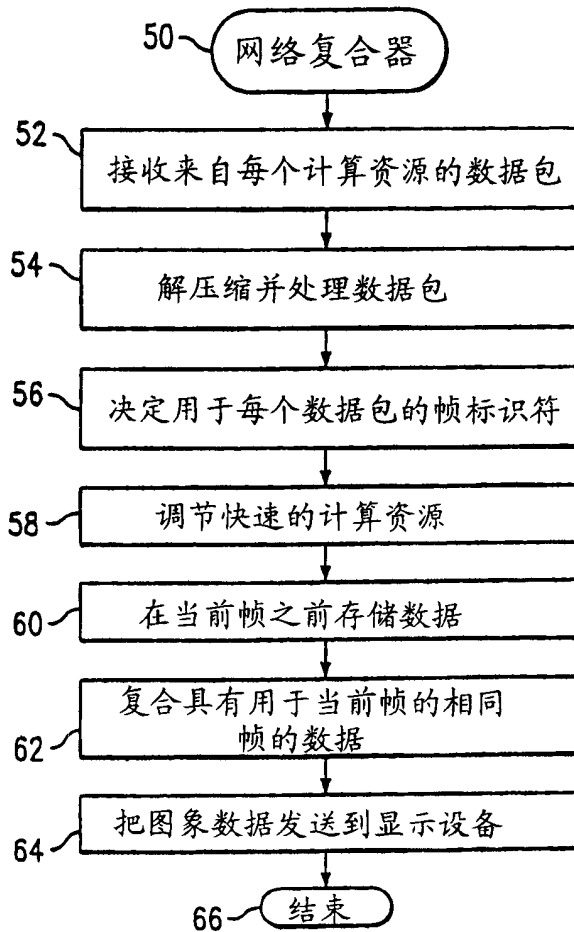 50
网络复合器
52
接收来自每个计算资源的数据包
54
解压缩并处理数据包
56
决定用于每个数据包的帧标识符
58
调节快速的计算资源
60
在当前帧之前存储数据
62
复合具有用于当前帧的相同
帧的数据
64
把图象数据发送到显示设备
66
结束